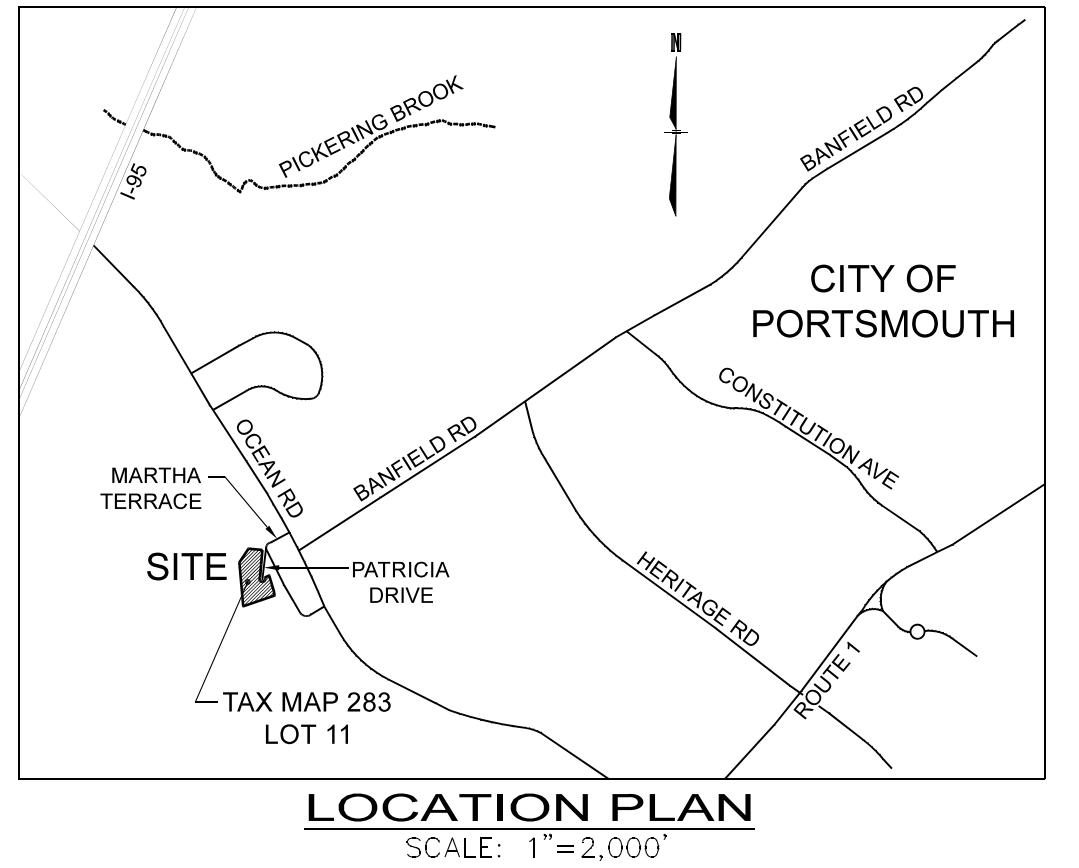 N
PICKERING BROOK
BANFIELD RD
I-95
CITY OF
PORTSMOUTH
CONSTITUTION AVE
OCEAN RD
BANFIELD RD
MARTHA
TERRACE
SITE
PATRICIA
DRIVE
HERITAGE RD
ROUTE 1
TAX MAP 283
LOT 11
LOCATION PLAN
SCALE: 1"=2,000'